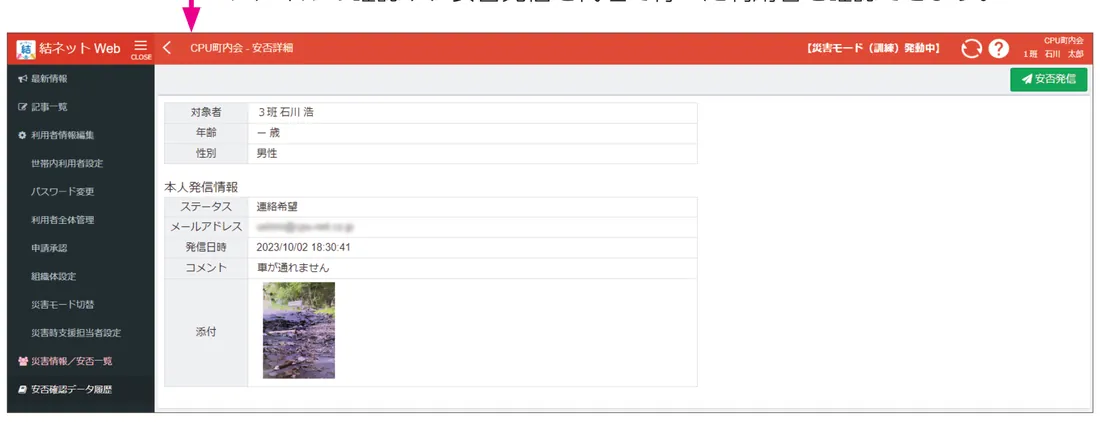 結ネット Web
CLOSE
CPU町内会 - 安否詳細
【災害モード（訓練）発動中】
CPU町内会
1班 石川 太郎
安否発信
最新情報
記事一覧
利用者情報編集
世帯内利用者設定
パスワード変更
利用者全体管理
申請承認
組織体設定
災害モード切替
災害時支援担当者設定
災害情報／安否一覧
安否確認データ履歴
対象者 3班 石川 浩
年齢 ー 歳
性別 男性
本人発信情報
ステータス 連絡希望
メールアドレス
発信日時 2023/10/02 18:30:41
コメント 車が通れません
添付